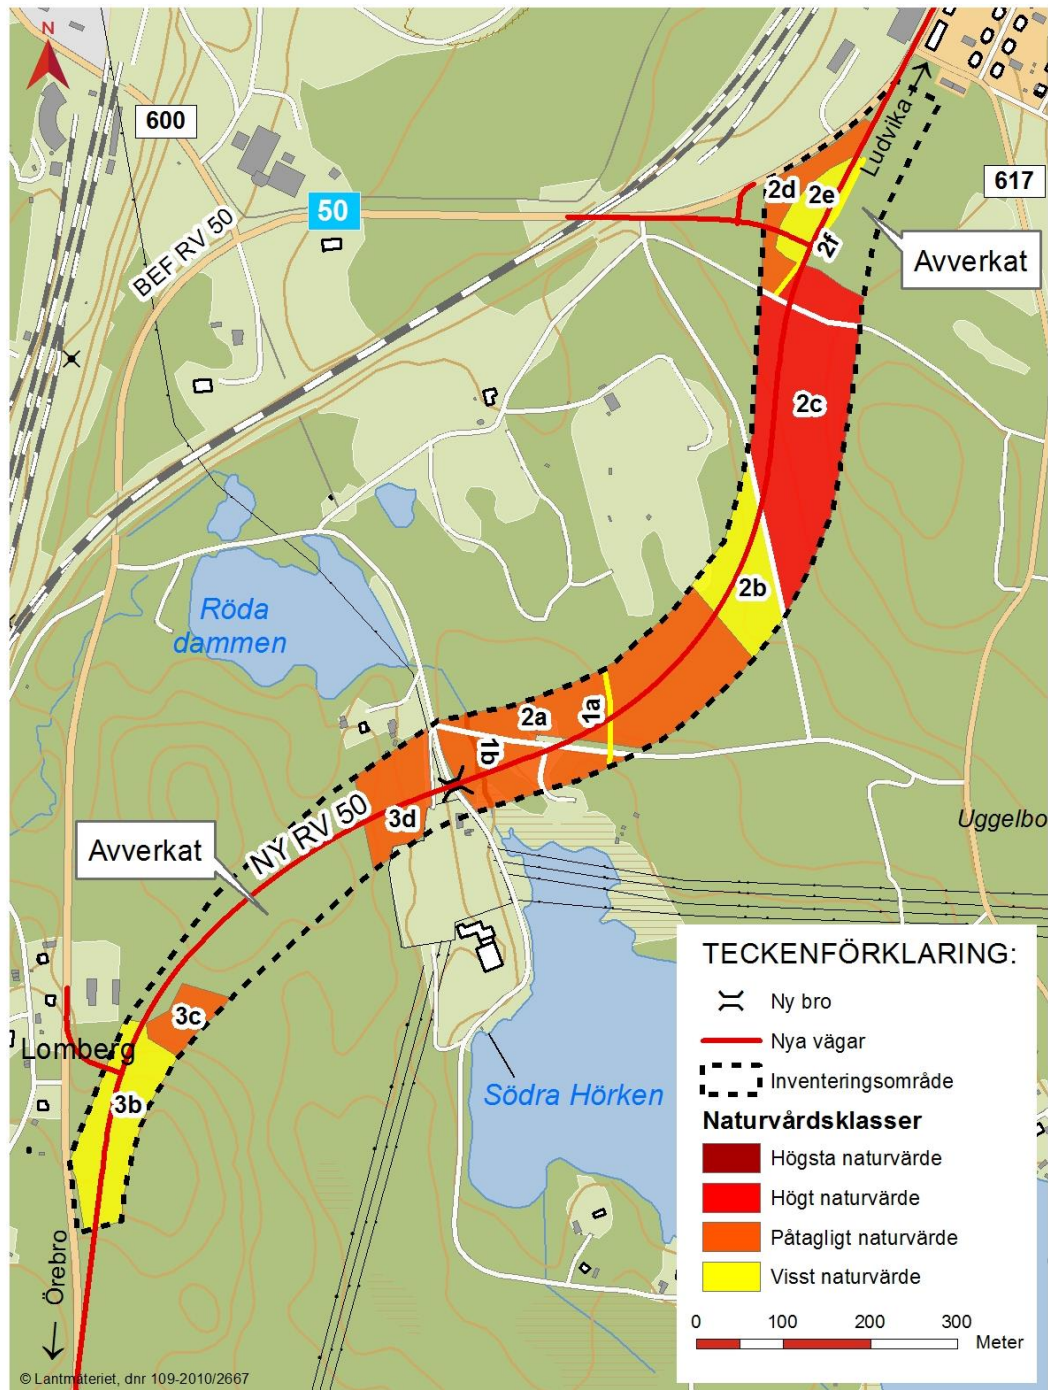 N
600
50
BEF RV 50
Ludvika
617
2d
2e
2f
Avverkat
2c
2b
Röda
dammen
2a
1a
1b
3d
NY RV 50
Avverkat
Uggelbo
3c
Lomberg
3b
Södra Hörken
Örebro
TECKENFÖRKLARING:
Ny bro
Nya vägar
Inventeringsområde
Naturvårdsklasser
Högsta naturvärde
Högt naturvärde
Påtagligt naturvärde
Visst naturvärde
0 100 200 300
Meter
© Lantmäteriet, dnr 109-2010/2667